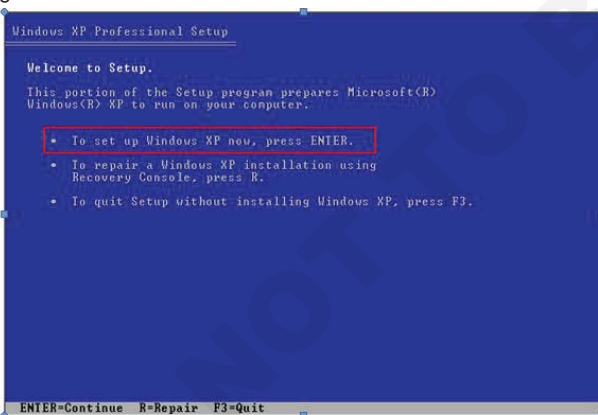 Windows XP Professional Setup
Welcome to Setup.
This portion of the Setup program prepares Microsoft(R)
Windows(R) XP to run on your computer.
• To set up Windows XP now, press ENTER.
• To repair a Windows XP installation using
Recovery Console, press R.
• To quit Setup without installing Windows XP, press F3.
ENTER=Continue R=Repair F3=Quit